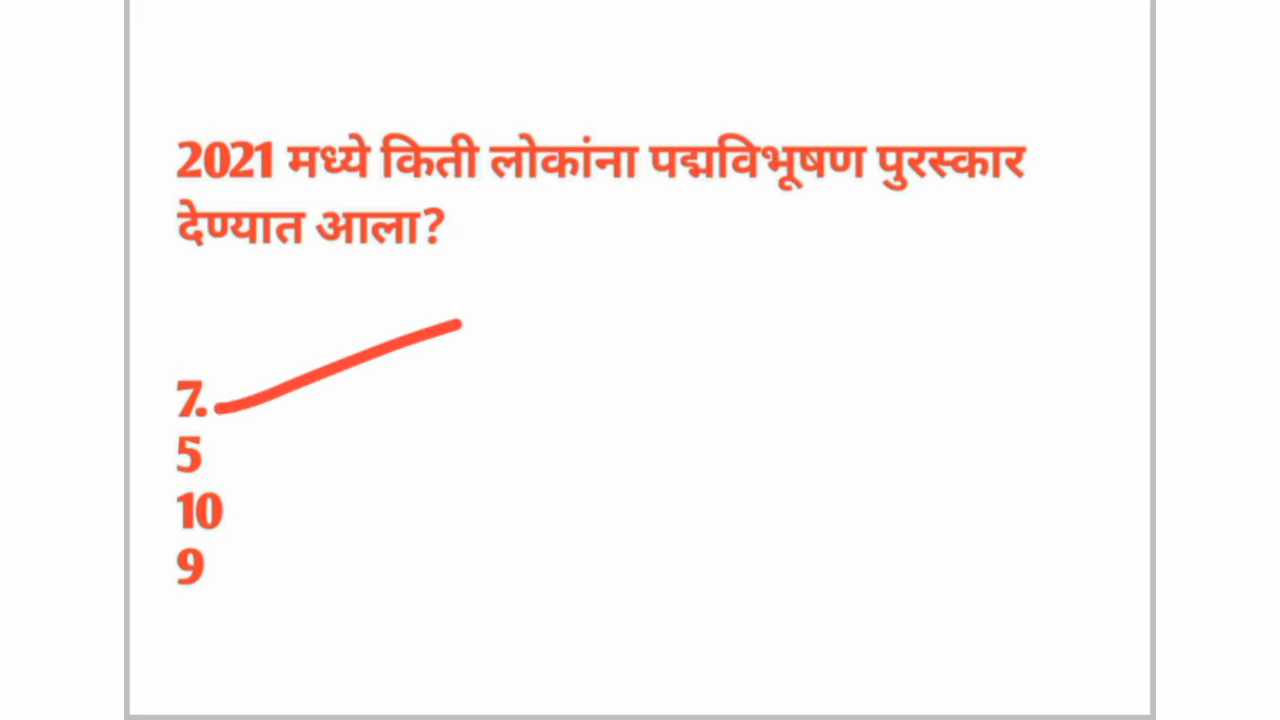 2021 मध्ये किती लोकांना पद्मविभूषण पुरस्कार
देण्यात आला?
7.
5
10
9